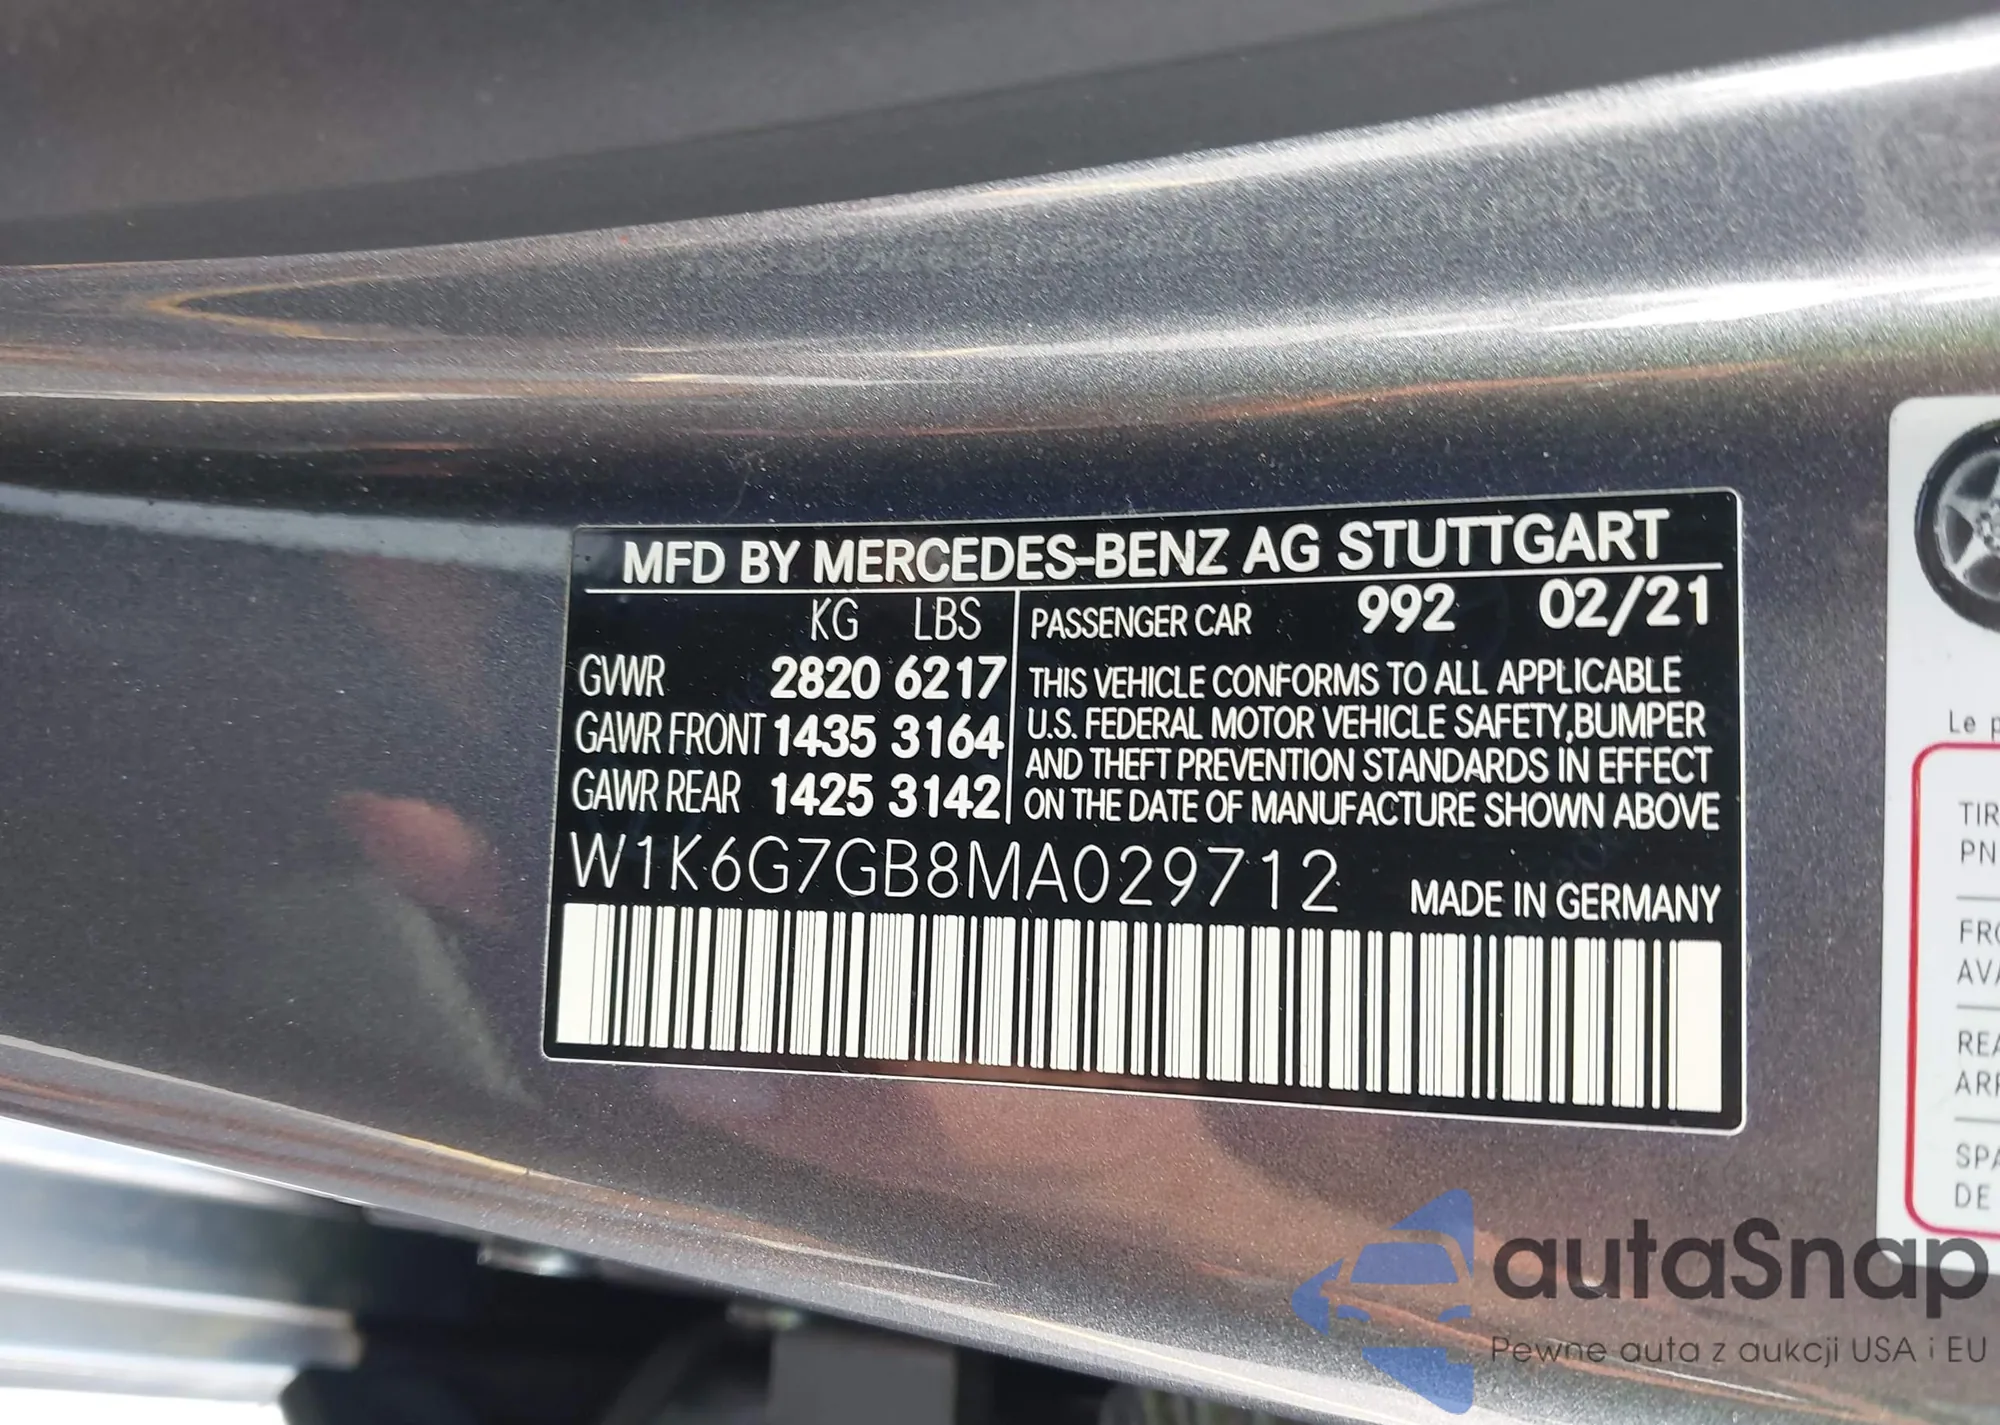 MFD BY MERCEDES-BENZ AG STUTTGART
KG LBS
GVWR 2820 6217
GAWR FRONT 1435 3164
GAWR REAR 1425 3142
PASSENGER CAR 992 02/21
THIS VEHICLE CONFORMS TO ALL APPLICABLE
U.S. FEDERAL MOTOR VEHICLE SAFETY,BUMPER
AND THEFT PREVENTION STANDARDS IN EFFECT
ON THE DATE OF MANUFACTURE SHOWN ABOVE
W1K6G7GB8MA029712
MADE IN GERMANY
Le
DE
autaSnap
Pewne auta z aukcji USA i EU